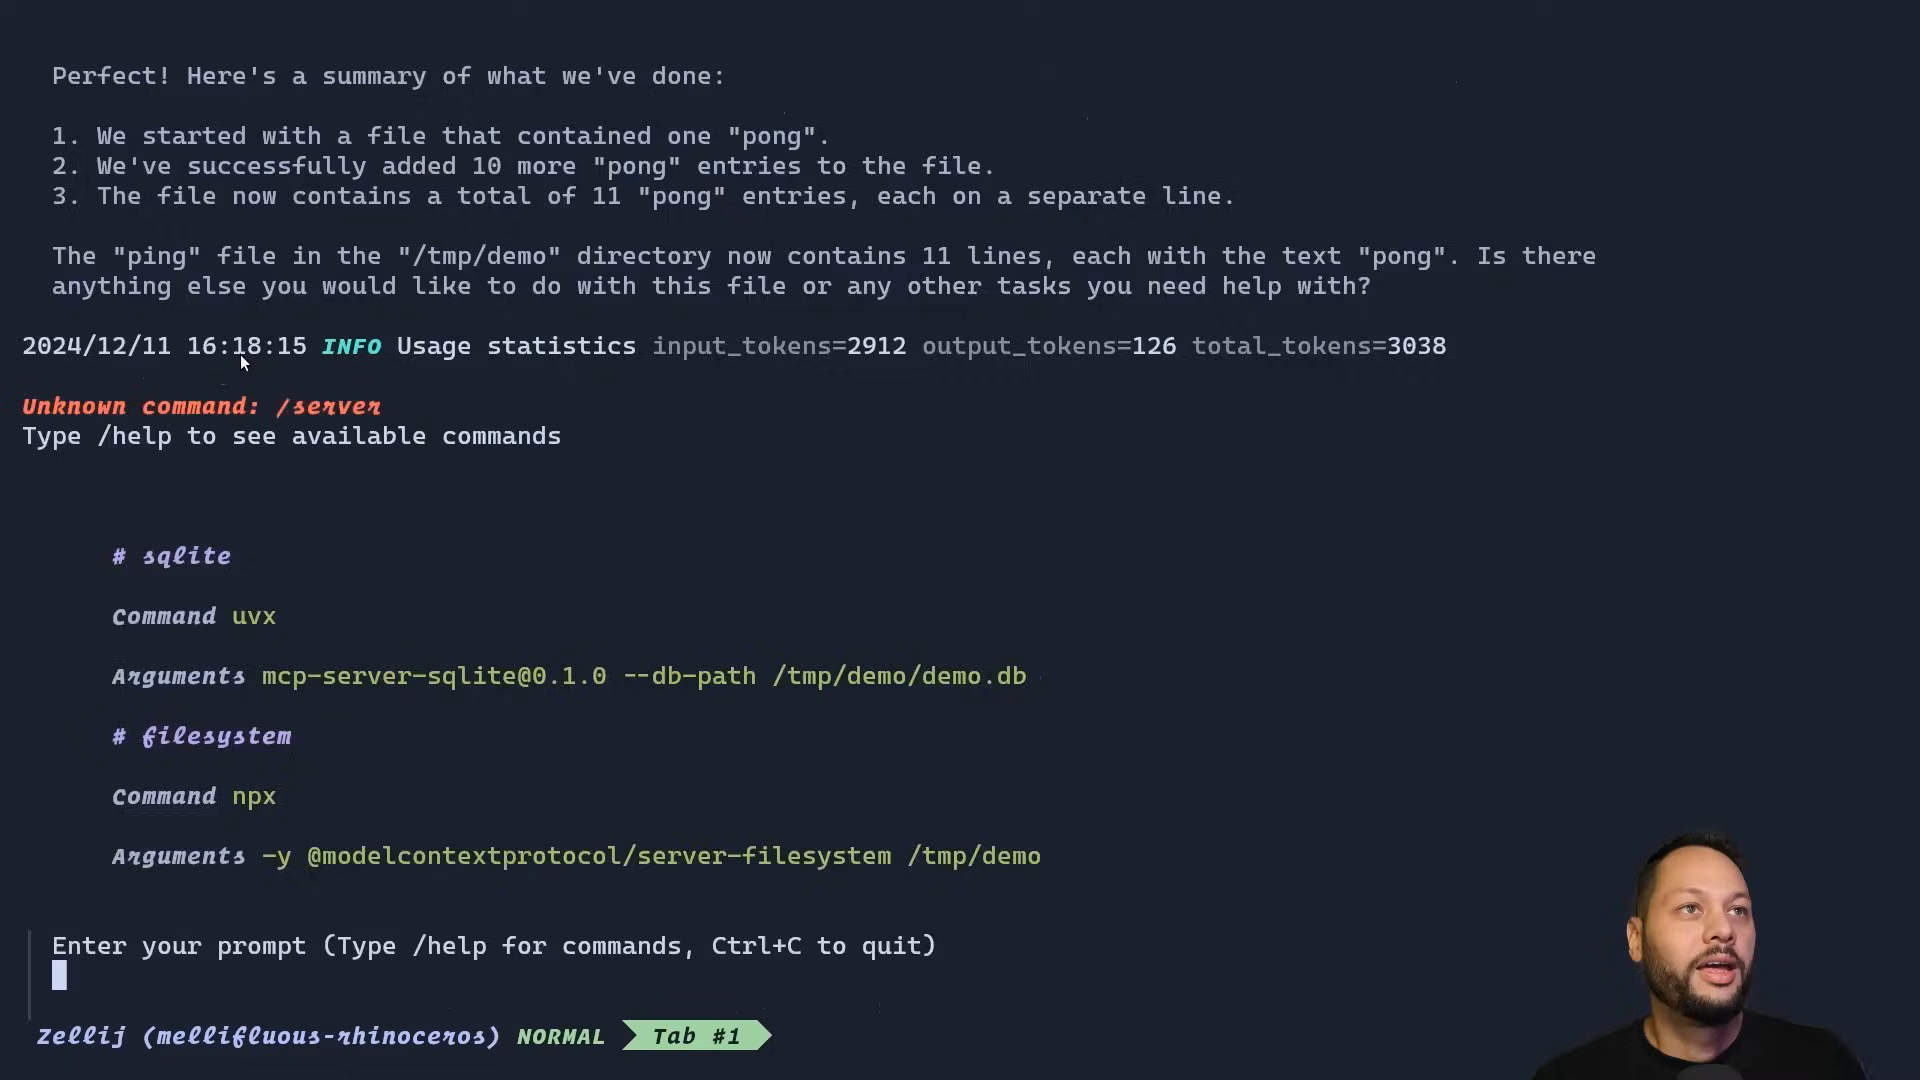 Perfect! Here's a summary of what we've done:
1. We started with a file that contained one "pong".
2. We've successfully added 10 more "pong" entries to the file.
3. The file now contains a total of 11 "pong" entries, each on a separate line.
The "ping" file in the "/tmp/demo" directory now contains 11 lines, each with the text "pong". Is there
anything else you would like to do with this file or any other tasks you need help with?
2024/12/11 16:18:15 INFO Usage statistics input_tokens=2912 output_tokens=126 total_tokens=3038
Unknown command: /server
Type /help to see available commands
# sqlite
Command uvx
Arguments mcp-server-sqlite@0.1.0 --db-path /tmp/demo/demo.db
# filesystem
Command npx
Arguments -y @modelcontextprotocol/server-filesystem /tmp/demo
Enter your prompt (Type /help for commands, Ctrl+C to quit)
Zellij (mellifluous-rhinoceros) NORMAL Tab #1